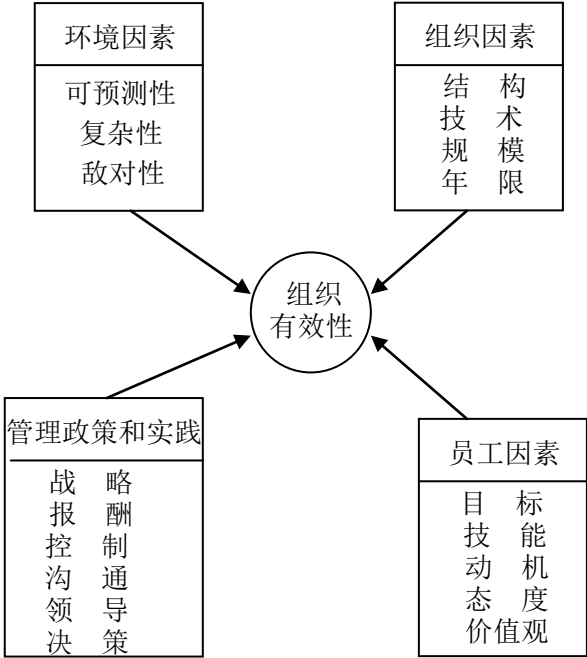 环境因素
可预测性
复杂性
敌对性
组织因素
结 构
技 术
规 模
年 限
组织
有效性
管理政策和实践
战 略
报 酬
控 制
沟 通
领 导
决 策
员工因素
目 标
技 能
动 机
态 度
价值观